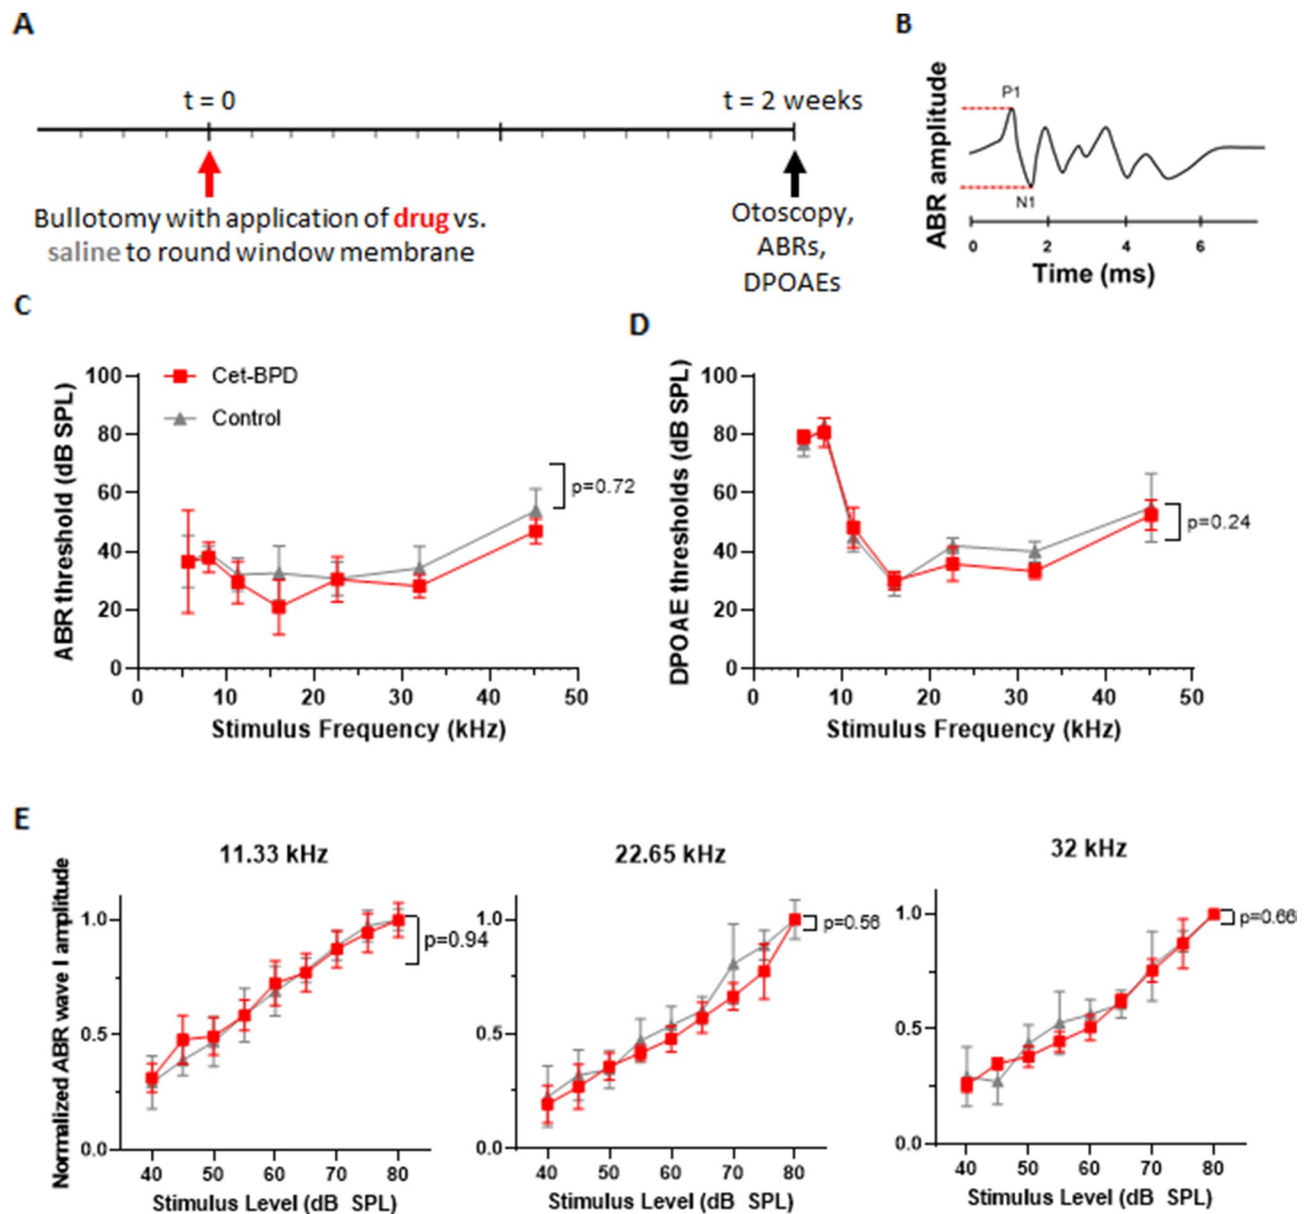 A
t = 0
t = 2 weeks
Bullotomy with application of drug vs.
saline to round window membrane
Otoscopy,
ABRs,
DPOAEs
B
ABR amplitude
P1
N1
0 2 4 6
Time (ms)
C
ABR threshold (dB SPL)
100
80
60
40
20
0
Cet-BPD
Control
p=0.72
0 10 20 30 40 50
Stimulus Frequency (kHz)
D
DPOAE thresholds (dB SPL)
100
80
60
40
20
0
p=0.24
0 10 20 30 40 50
Stimulus Frequency (kHz)
E
Normalized ABR wave I amplitude
11.33 kHz
1.0
0.5
0.0
p=0.94
40 50 60 70 80
Stimulus Level (dB SPL)
22.65 kHz
1.0
0.5
0.0
p=0.56
40 50 60 70 80
Stimulus Level (dB SPL)
32 kHz
1.0
0.5
0.0
p=0.66
40 50 60 70 80
Stimulus Level (dB SPL)